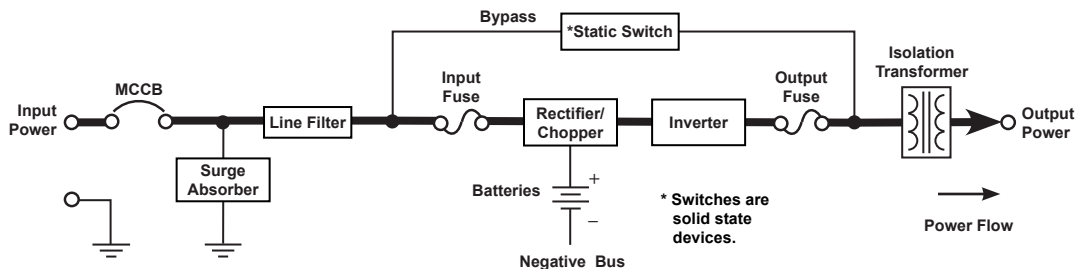 Bypass
*Static Switch
Isolation
Transformer
MCCB
Input
Fuse
Output
Fuse
Input
Power
Line Filter
Rectifier/
Chopper
Inverter
Output
Power
Surge
Absorber
Batteries
+
–
* Switches are
solid state
devices.
Power Flow
Negative Bus